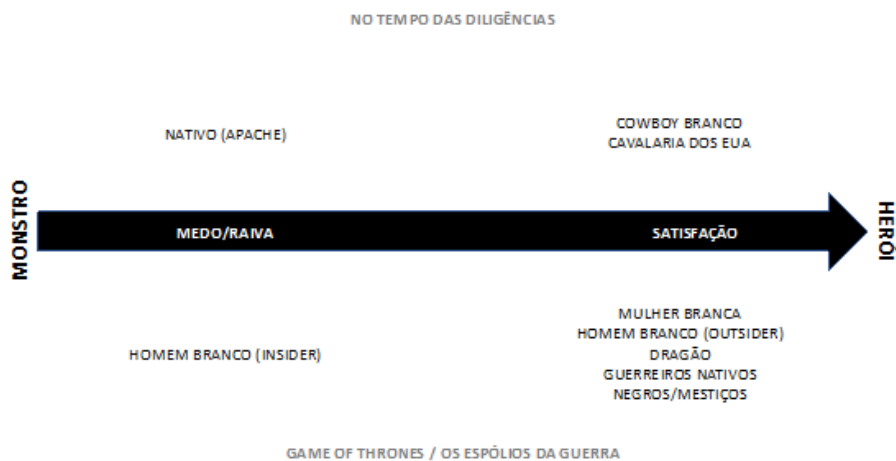 NO TEMPO DAS DILIGÊNCIAS
NATIVO (APACHE)
COWBOY BRANCO
CAVALARIA DOS EUA
MONSTRO
MEDO/RAIVA
SATISFAÇÃO
HERÓI
HOMEM BRANCO (INSIDER)
MULHER BRANCA
HOMEM BRANCO (OUTSIDER)
DRAGÃO
GUERREIROS NATIVOS
NEGROS/MESTIÇOS
GAME OF THRONES / OS ESPÓLIOS DA GUERRA